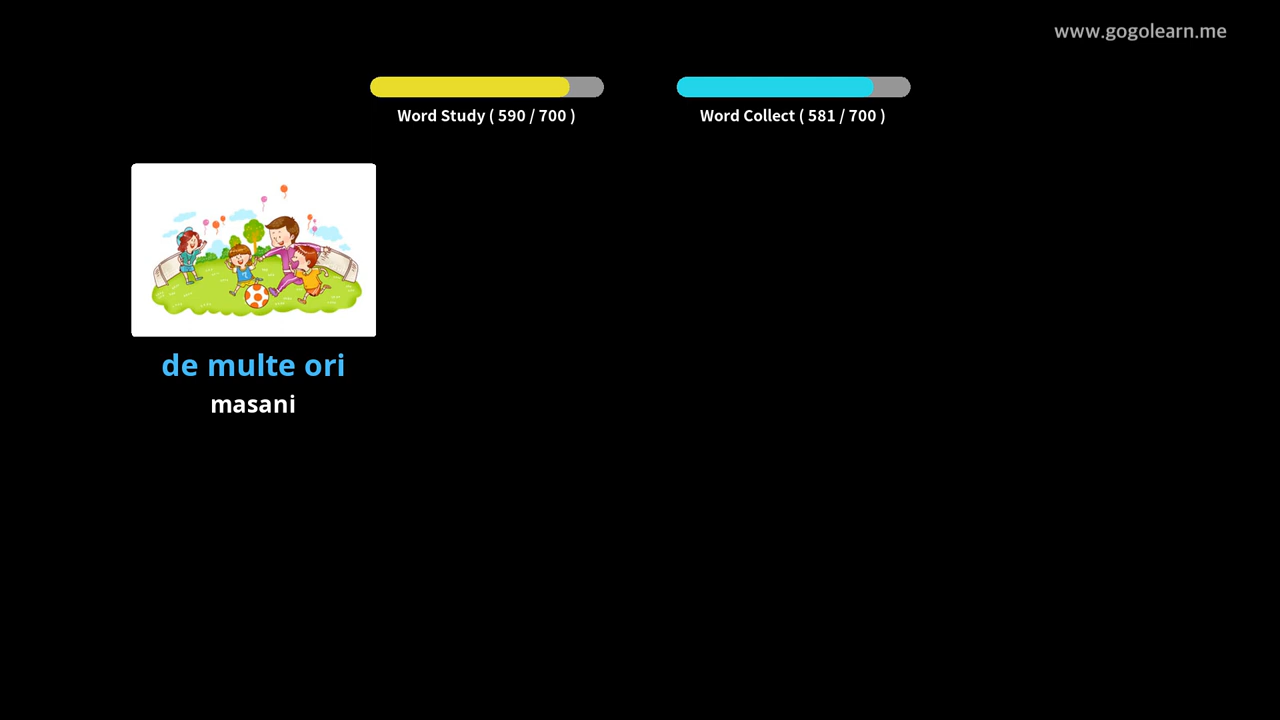 www.gogolearn.me
Word Study ( 590 / 700 )
Word Collect ( 581 / 700 )
de multe ori
masani